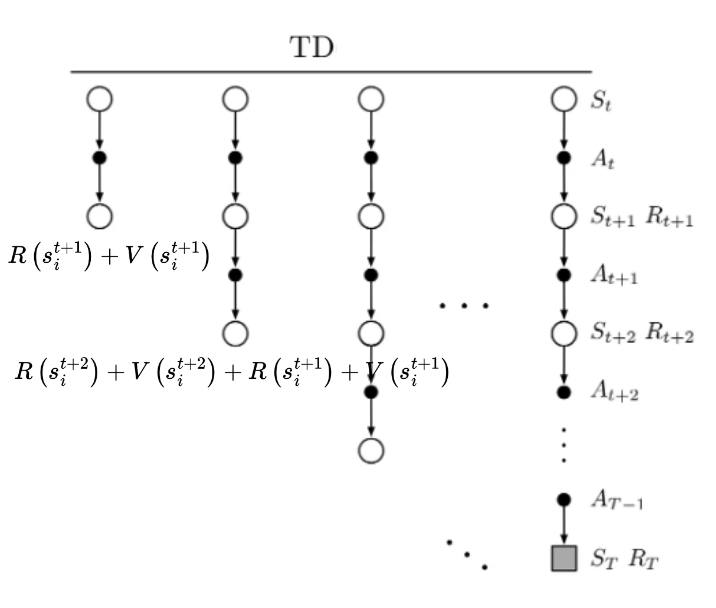 TD
S_t
A_t
S_{t+1} R_{t+1}
R(s_i^{t+1}) + V(s_i^{t+1})
A_{t+1}
S_{t+2} R_{t+2}
R(s_i^{t+2}) + V(s_i^{t+2}) + R(s_i^{t+1}) + V(s_i^{t+1})
A_{t+2}
A_{T-1}
S_T R_T